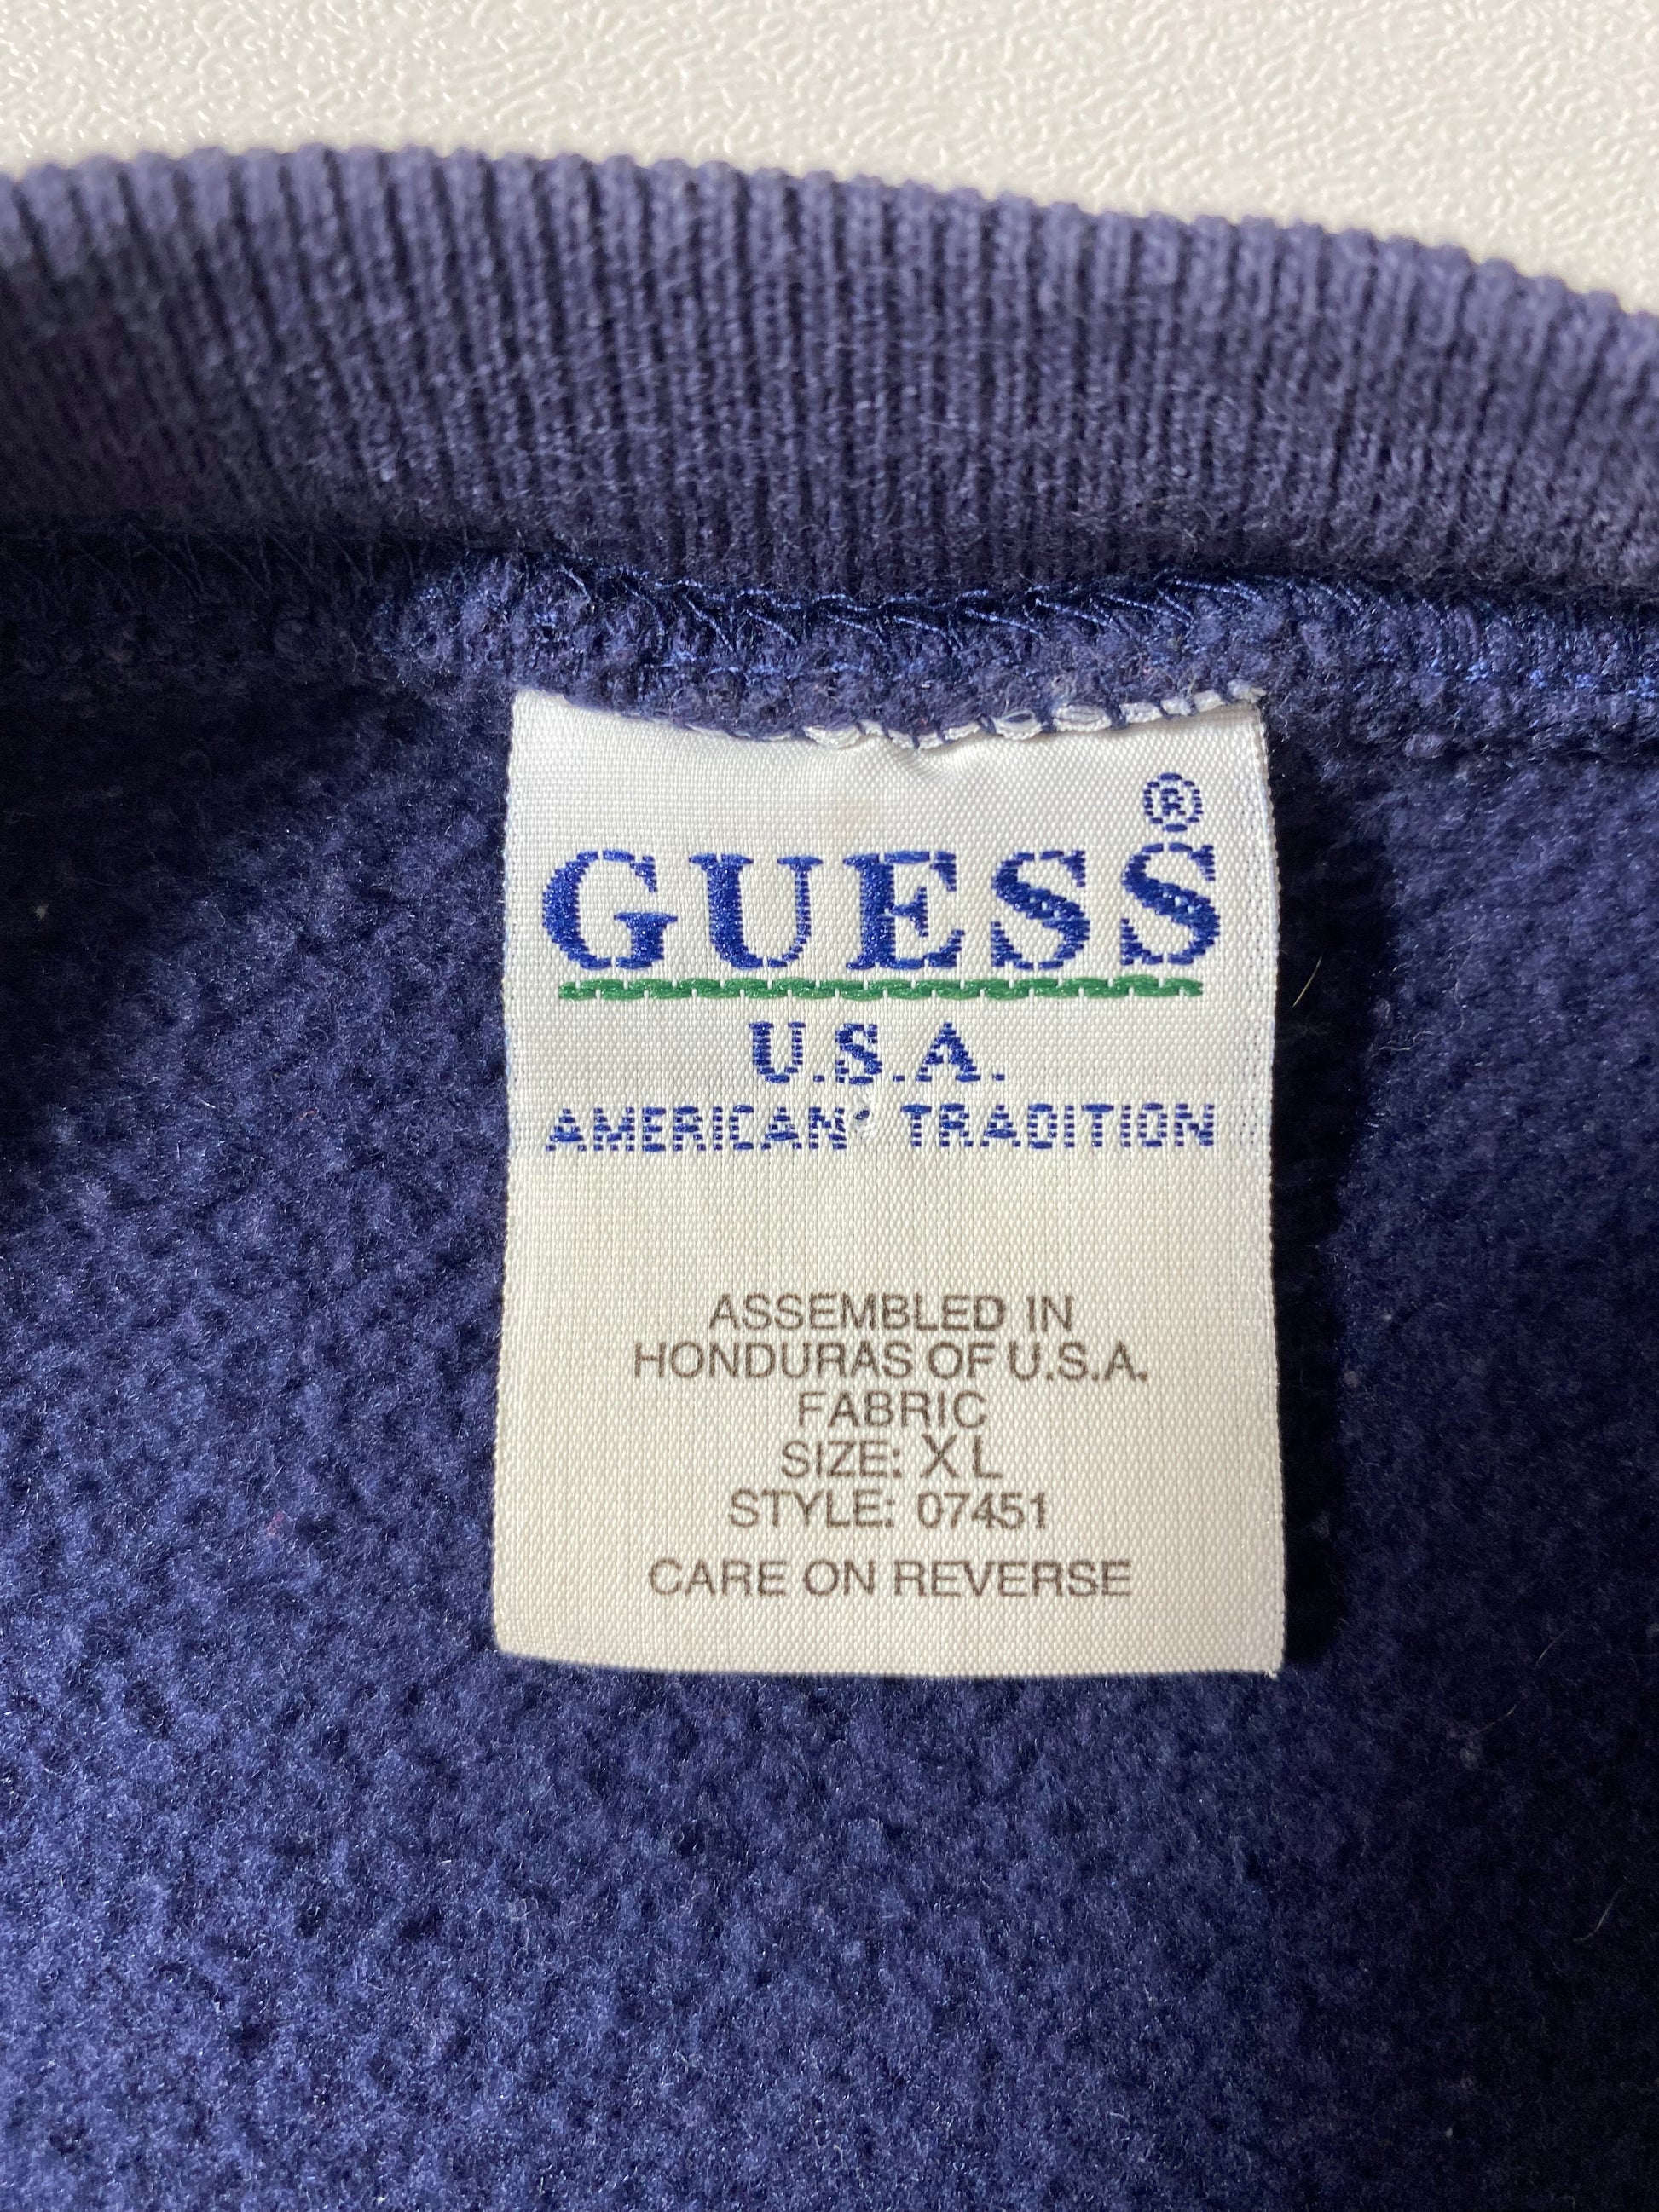 ®
GUESS
U.S.A.
AMERICAN' TRADITION
ASSEMBLED IN
HONDURAS OF U.S.A.
FABRIC
SIZE: XL
STYLE: 07451
CARE ON REVERSE